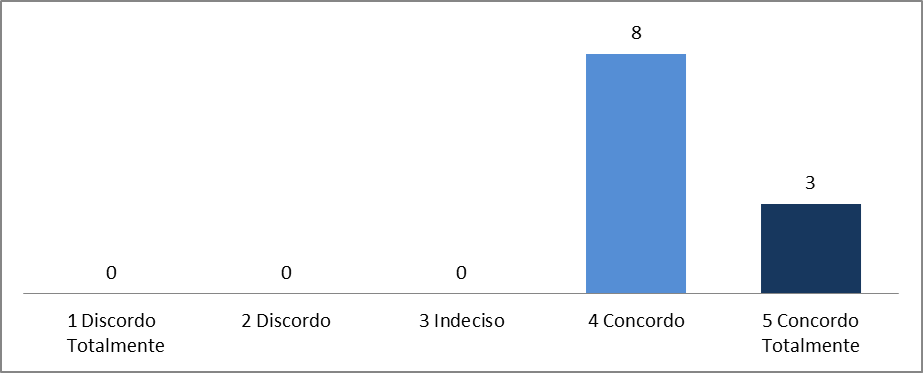 8
3
0
0
0
1 Discordo Totalmente
2 Discordo
3 Indeciso
4 Concordo
5 Concordo Totalmente